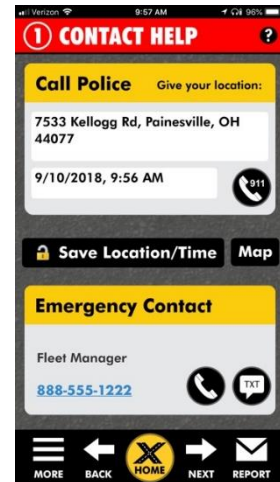 Verizon 9:57 AM 96%
1 CONTACT HELP ?
Call Police Give your location:
7533 Kellogg Rd, Painesville, OH
44077
9/10/2018, 9:56 AM
911
Save Location/Time Map
Emergency Contact
Fleet Manager
888-555-1222
TXT
X
MORE BACK HOME NEXT REPORT